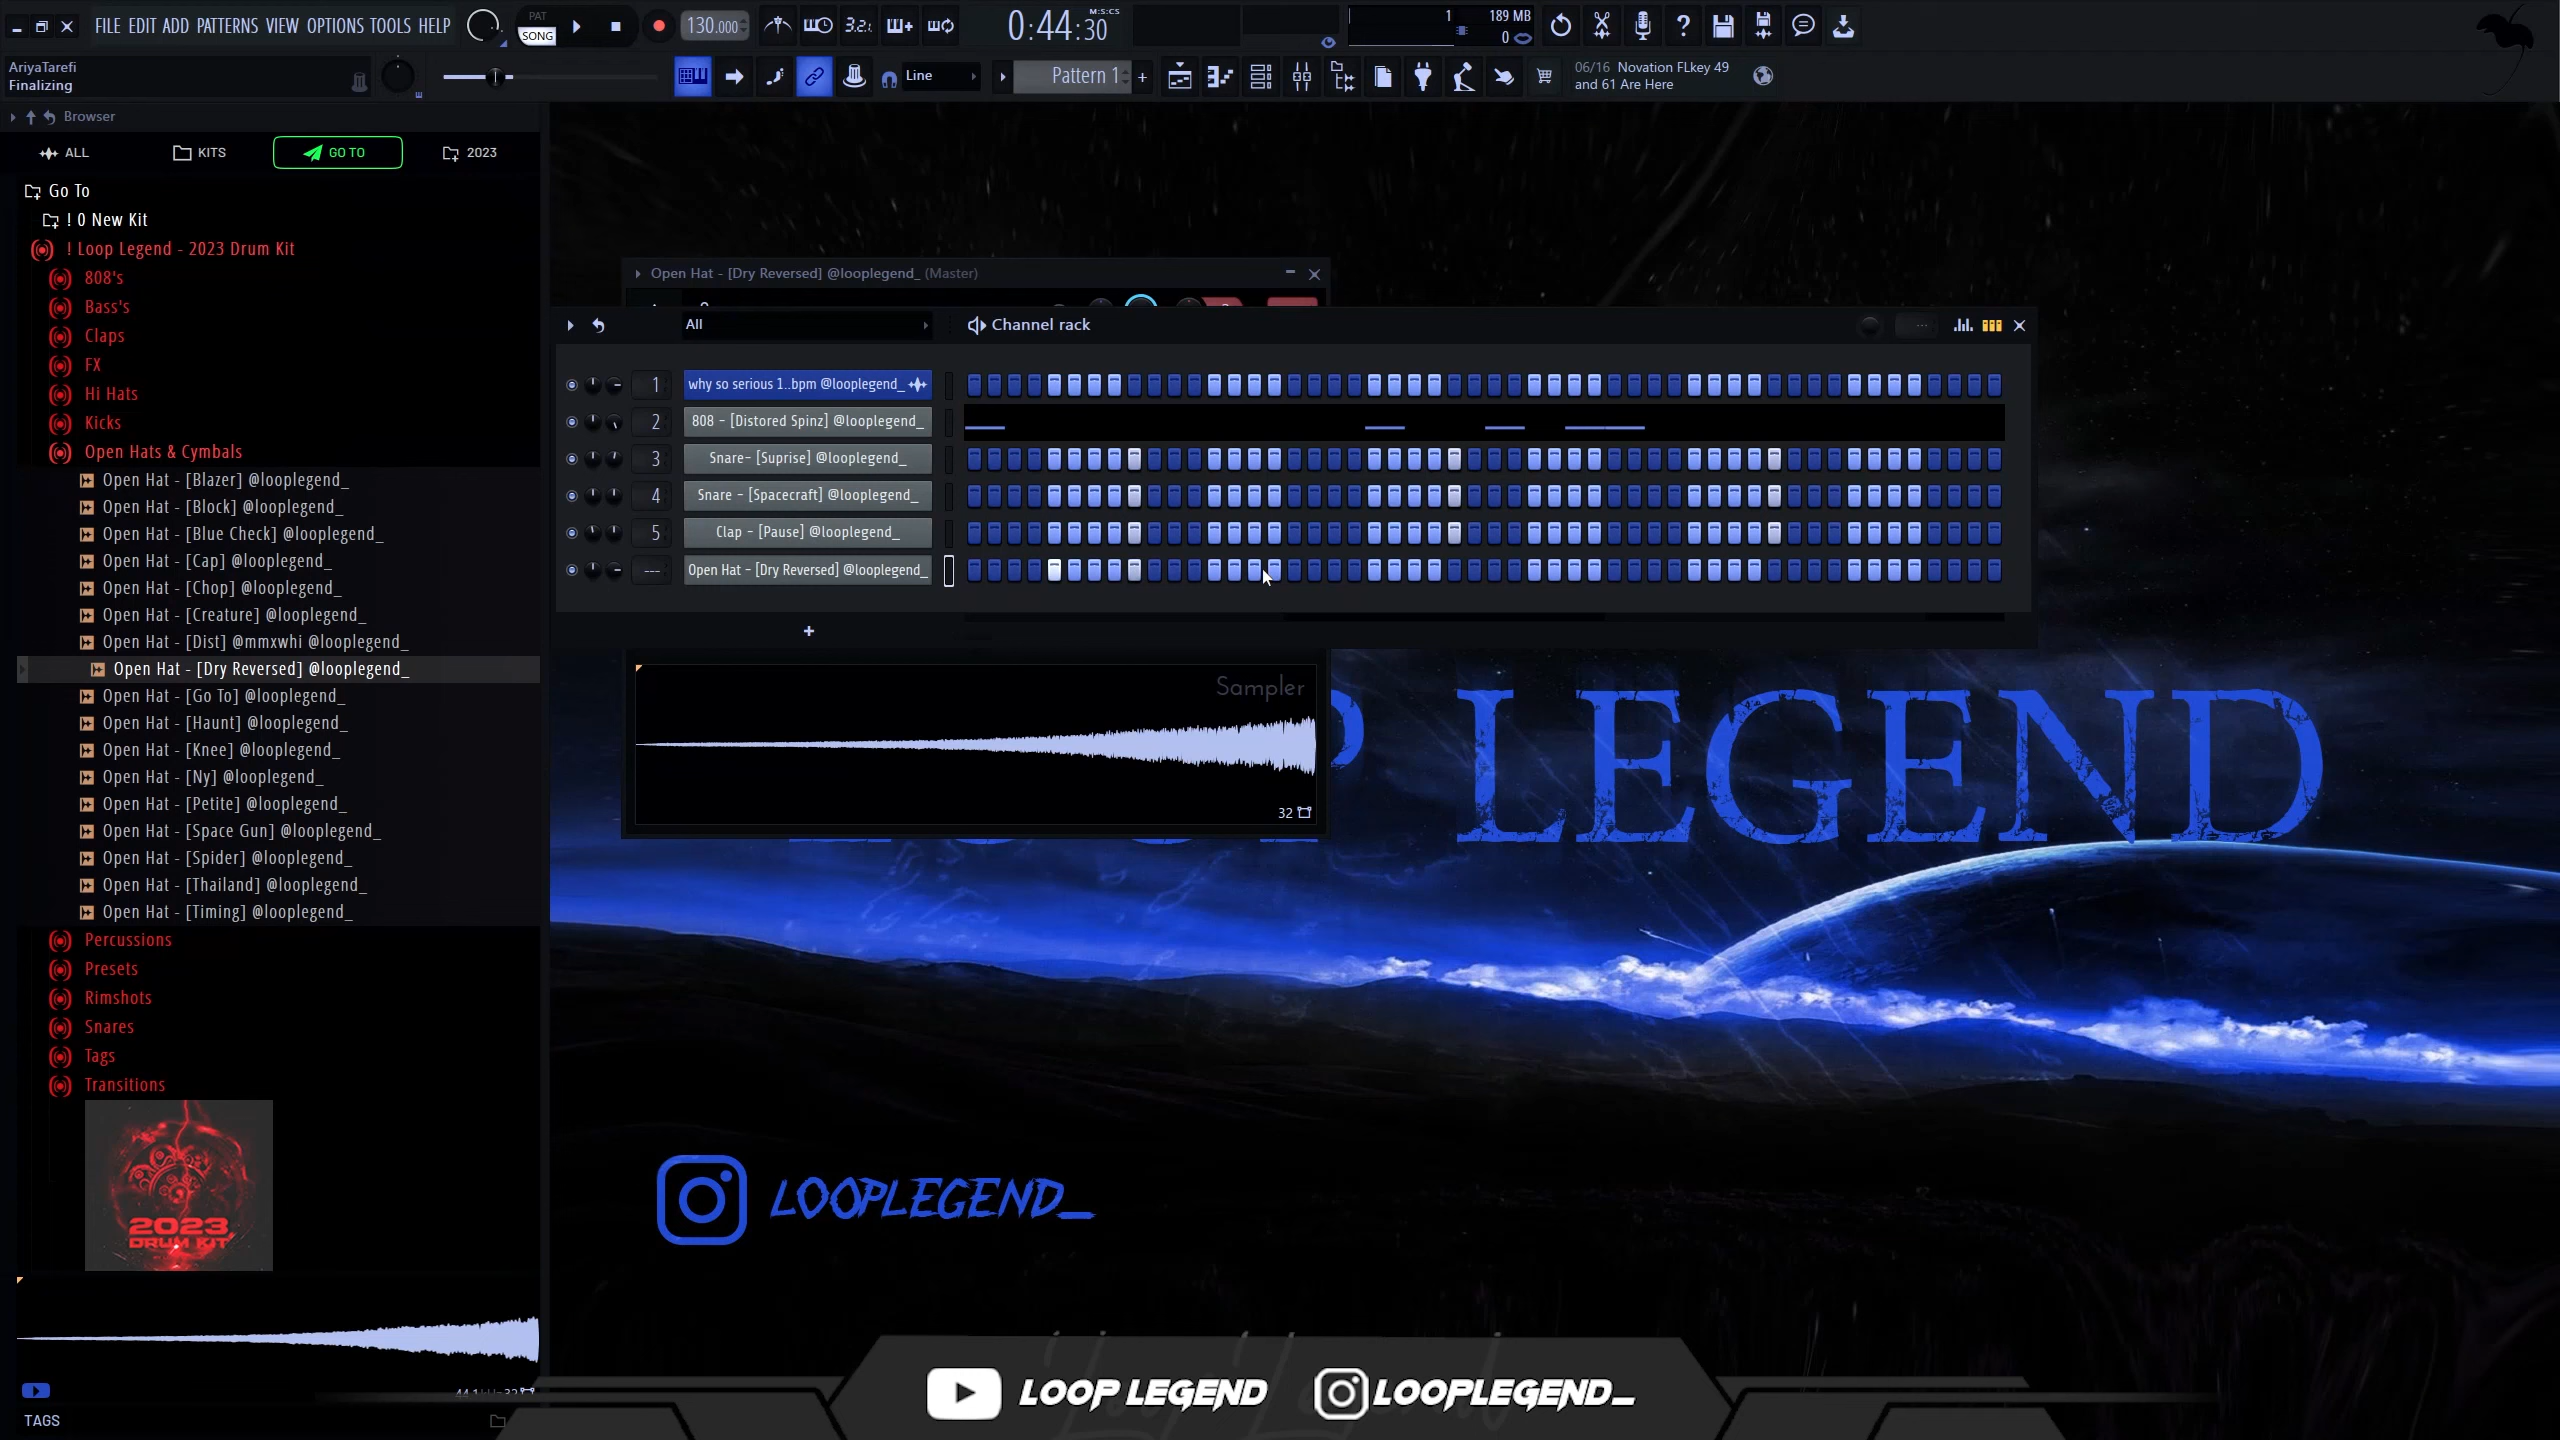 FILE EDIT ADD PATTERNS VIEW OPTIONS TOOLS HELP
PAT
SONG
130.000
3.2.
0:44:30
M:S:CS
1
189 MB
0
AriyaTarefi
Finalizing
Line
Pattern 1
06/16 Novation FLkey 49
and 61 Are Here
Browser
ALL
KITS
GO TO
2023
Go To
! 0 New Kit
! Loop Legend - 2023 Drum Kit
808's
Bass's
Claps
FX
Hi Hats
Kicks
Open Hats & Cymbals
Open Hat - [Blazer] @looplegend_
Open Hat - [Block] @looplegend_
Open Hat - [Blue Check] @looplegend_
Open Hat - [Cap] @looplegend_
Open Hat - [Chop] @looplegend_
Open Hat - [Creature] @looplegend_
Open Hat - [Dist] @mmxwhi @looplegend_
Open Hat - [Dry Reversed] @looplegend_
Open Hat - [Go To] @looplegend_
Open Hat - [Haunt] @looplegend_
Open Hat - [Knee] @looplegend_
Open Hat - [Ny] @looplegend_
Open Hat - [Petite] @looplegend_
Open Hat - [Space Gun] @looplegend_
Open Hat - [Spider] @looplegend_
Open Hat - [Thailand] @looplegend_
Open Hat - [Timing] @looplegend_
Percussions
Presets
Rimshots
Snares
Tags
Transitions
2023
DRUM KIT
TAGS
Open Hat - [Dry Reversed] @looplegend_ (Master)
All
Channel rack
1 why so serious 1..bpm @looplegend_
2 808 - [Distored Spinz] @looplegend_
3 Snare- [Suprise] @looplegend_
4 Snare - [Spacecraft] @looplegend_
5 Clap - [Pause] @looplegend_
--- Open Hat - [Dry Reversed] @looplegend_
+
Sampler
32
P LEGEND
LOOPLEGEND_
LOOP LEGEND
LOOPLEGEND_